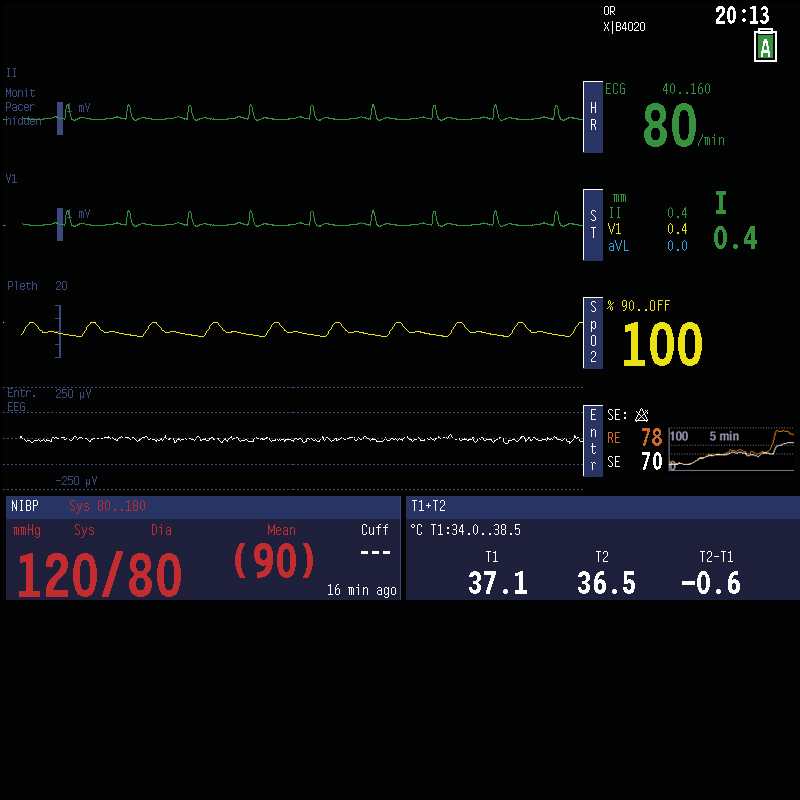 OR
X|B4020
20:13
A
II
Monit
Pacer
hidden
1 mV
HR
ECG 40..160
80 /min
V1
1 mV
ST
mm
II 0.4
V1 0.4
aVL 0.0
I
0.4
Pleth 20
SpO2
% 90..OFF
100
Entr.
EEG
250 µV
-250 µV
Entr
SE:
RE 78
SE 70
100 5 min
0
NIBP Sys 80..180
mmHg Sys Dia Mean Cuff
120/80 (90) ---
16 min ago
T1+T2
°C T1:34.0..38.5
T1 T2 T2-T1
37.1 36.5 -0.6